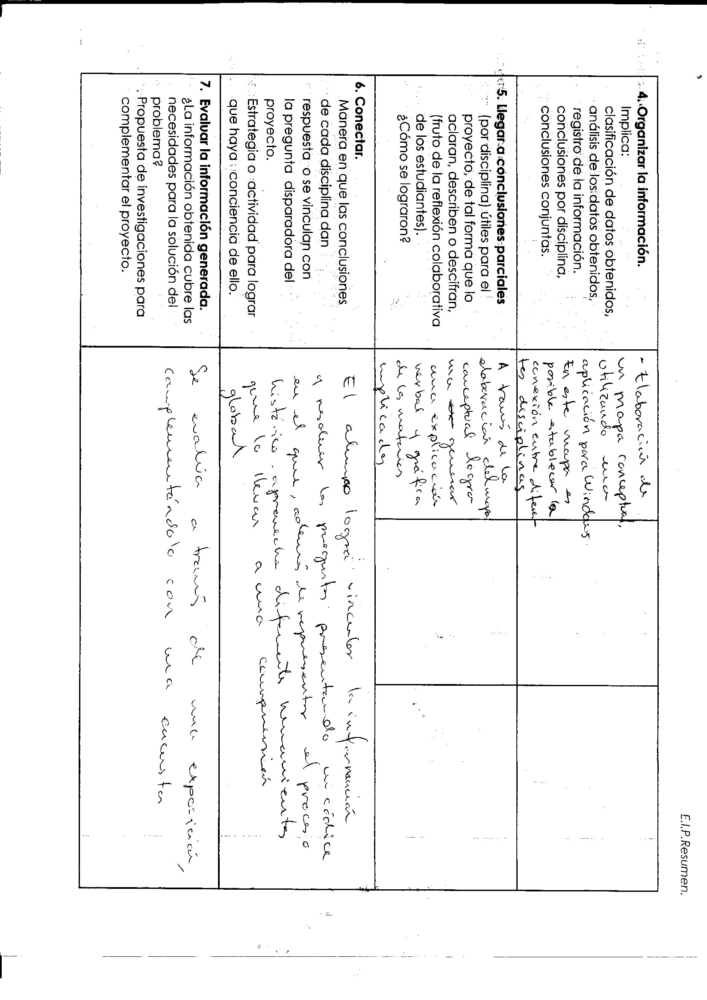 E.I.P.Resumen.
4. Organizar la información.
Implica:
clasificación de datos obtenidos,
análisis de los datos obtenidos,
registro de la información.
conclusiones por disciplina,
conclusiones conjuntas.
- Elaboración de
un mapa conceptual,
utilizando una
aplicación para Windows.
En este mapa es
posible establecer la
conexión entre diferen-
tes disciplinas
5. Llegar a conclusiones parciales
(por disciplina) útiles para el
proyecto, de tal forma que lo
aclaran, describen o descifran,
(fruto de la reflexión colaborativa
de los estudiantes).
¿Cómo se lograron?
A través de la
elaboración del mapa
conceptual logra
una generar
una explicación
verbal y gráfica
de las materias
implicadas
6. Conectar.
Manera en que las conclusiones
de cada disciplina dan
respuesta o se vinculan con
la pregunta disparadora del
proyecto.
Estrategia o actividad para lograr
que haya conciencia de ello.
El alumno logra vincular la información
y resolver las preguntas presentando un códice
en el que, además de representar el proceso
histórico, aproveche diferentes herramientas
que lo llevan a una comprensión
global
7. Evaluar la información generada.
¿La información obtenida cubre las
necesidades para la solución del
problema?
Propuesta de investigaciones para
complementar el proyecto.
Se evalúa a través de una exposición,
complementándolo con una encuesta